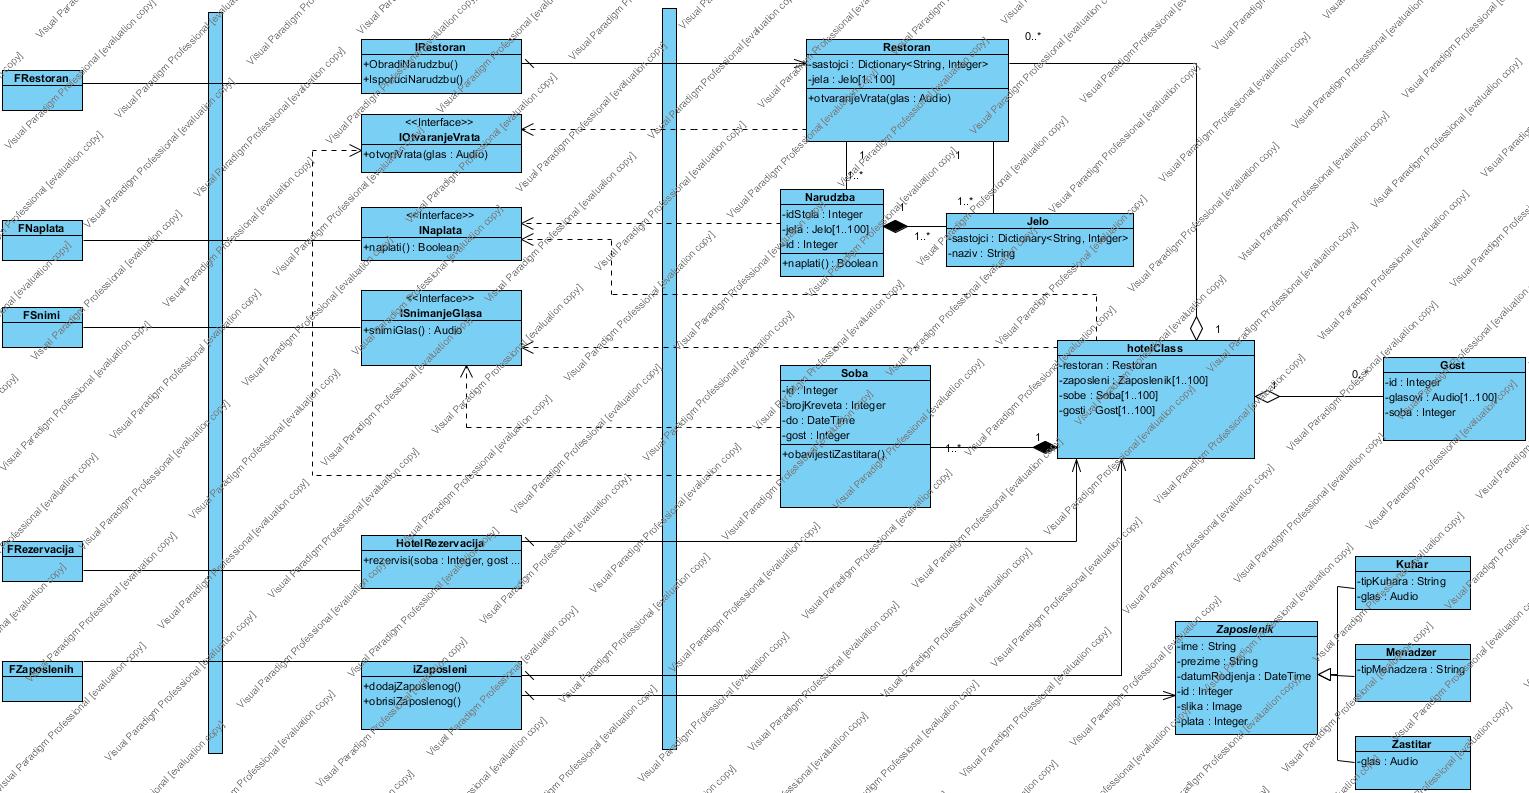 FRestoran
FNaplata
FSnimi
FRezervacija
FZaposlenih
IRestoran
+ObradiNarudzbu()
+IsporuciNarudzbu()
<<Interface>>
IOtvaranjeVrata
+otvoriVrata(glas : Audio)
<<Interface>>
INaplata
+naplati() : Boolean
<<Interface>>
ISnimanjeGlasa
+snimiGlas() : Audio
HotelRezervacija
+rezervisi(soba : Integer, gost ...
iZaposleni
+dodajZaposlenog()
+obrisiZaposlenog()
Restoran
-sastojci : Dictionary<String, Integer>
-jela : Jelo[1..100]
+otvaranjeVrata(glas : Audio)
0..*
1
1
1..*
Narudzba
-idStola : Integer
-jela : Jelo[1..100]
-id : Integer
+naplati() : Boolean
1
1..*
Jelo
-sastojci : Dictionary<String, Integer>
-naziv : String
Soba
-id : Integer
-brojKreveta : Integer
-do : DateTime
-gost : Integer
+obavijestiZastitara()
1..*
1
1
hotelClass
-restoran : Restoran
-zaposleni : Zaposlenik[1..100]
-sobe : Soba[1..100]
-gosti : Gost[1..100]
Gost
-id : Integer
-glasovi : Audio[1..100]
-soba : Integer
Zaposlenik
-ime : String
-prezime : String
-datumRodjenja : DateTime
-id : Integer
-slika : Image
-plata : Integer
Kuhar
-tipKuhara : String
-glas : Audio
Menadzer
-tipMenadzera : String
Zastitar
-glas : Audio
Visual Paradigm Professional [evaluation copy]